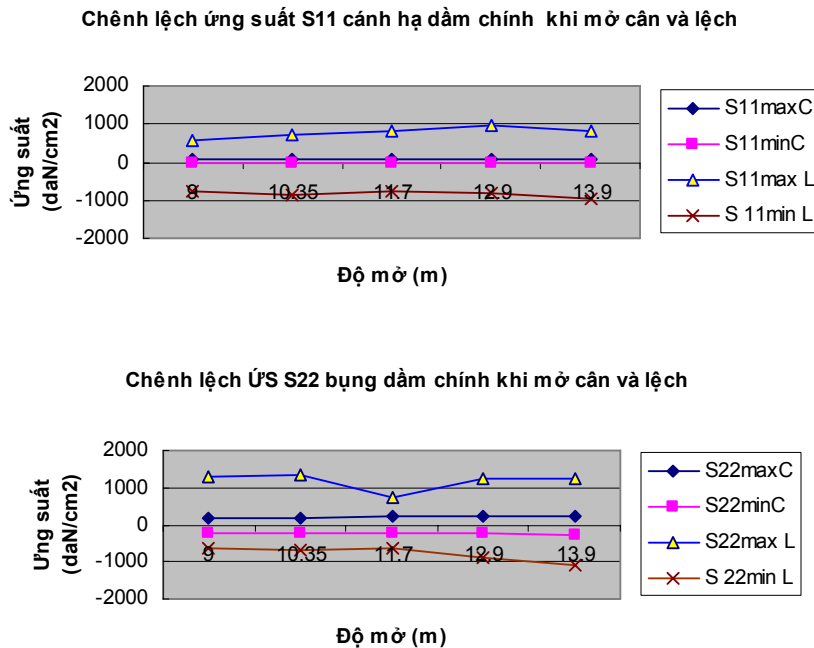 Chênh lệch ứng suất S11 cánh hạ dầm chính khi mở cân và lệch
2000
1000
0
-1000
-2000
Ứng suất
(daN/cm2)
9
10.35
11.7
12.9
13.9
Độ mở (m)
S11maxC
S11minC
S11max L
S 11min L
Chênh lệch ỨS S22 bụng dầm chính khi mở cân và lệch
2000
1000
0
-1000
-2000
Ưng suất
(daN/cm2)
9
10.35
11.7
12.9
13.9
Độ mở (m)
S22maxC
S22minC
S22max L
S 22min L